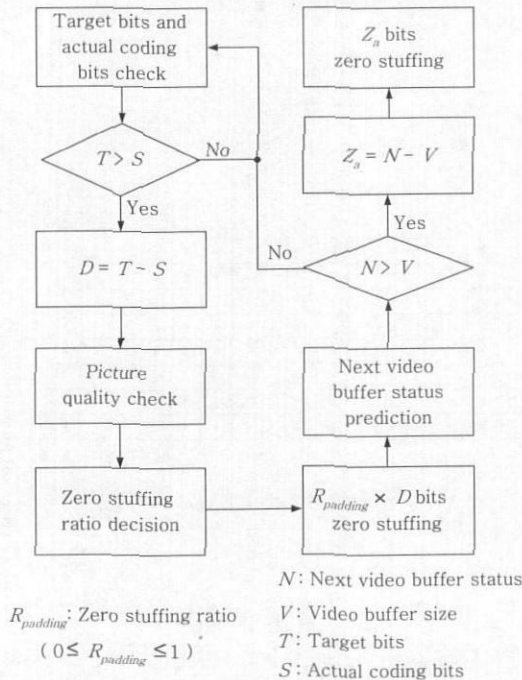 Target bits and
actual coding
bits check
T > S
No
Yes
D = T − S
Picture
quality check
Zero stuffing
ratio decision
R_padding × D bits
zero stuffing
Next video
buffer status
prediction
N > V
No
Yes
Z_a = N − V
Z_a bits
zero stuffing
R_padding: Zero stuffing ratio
( 0≤ R_padding ≤1 )
N: Next video buffer status
V: Video buffer size
T: Target bits
S: Actual coding bits